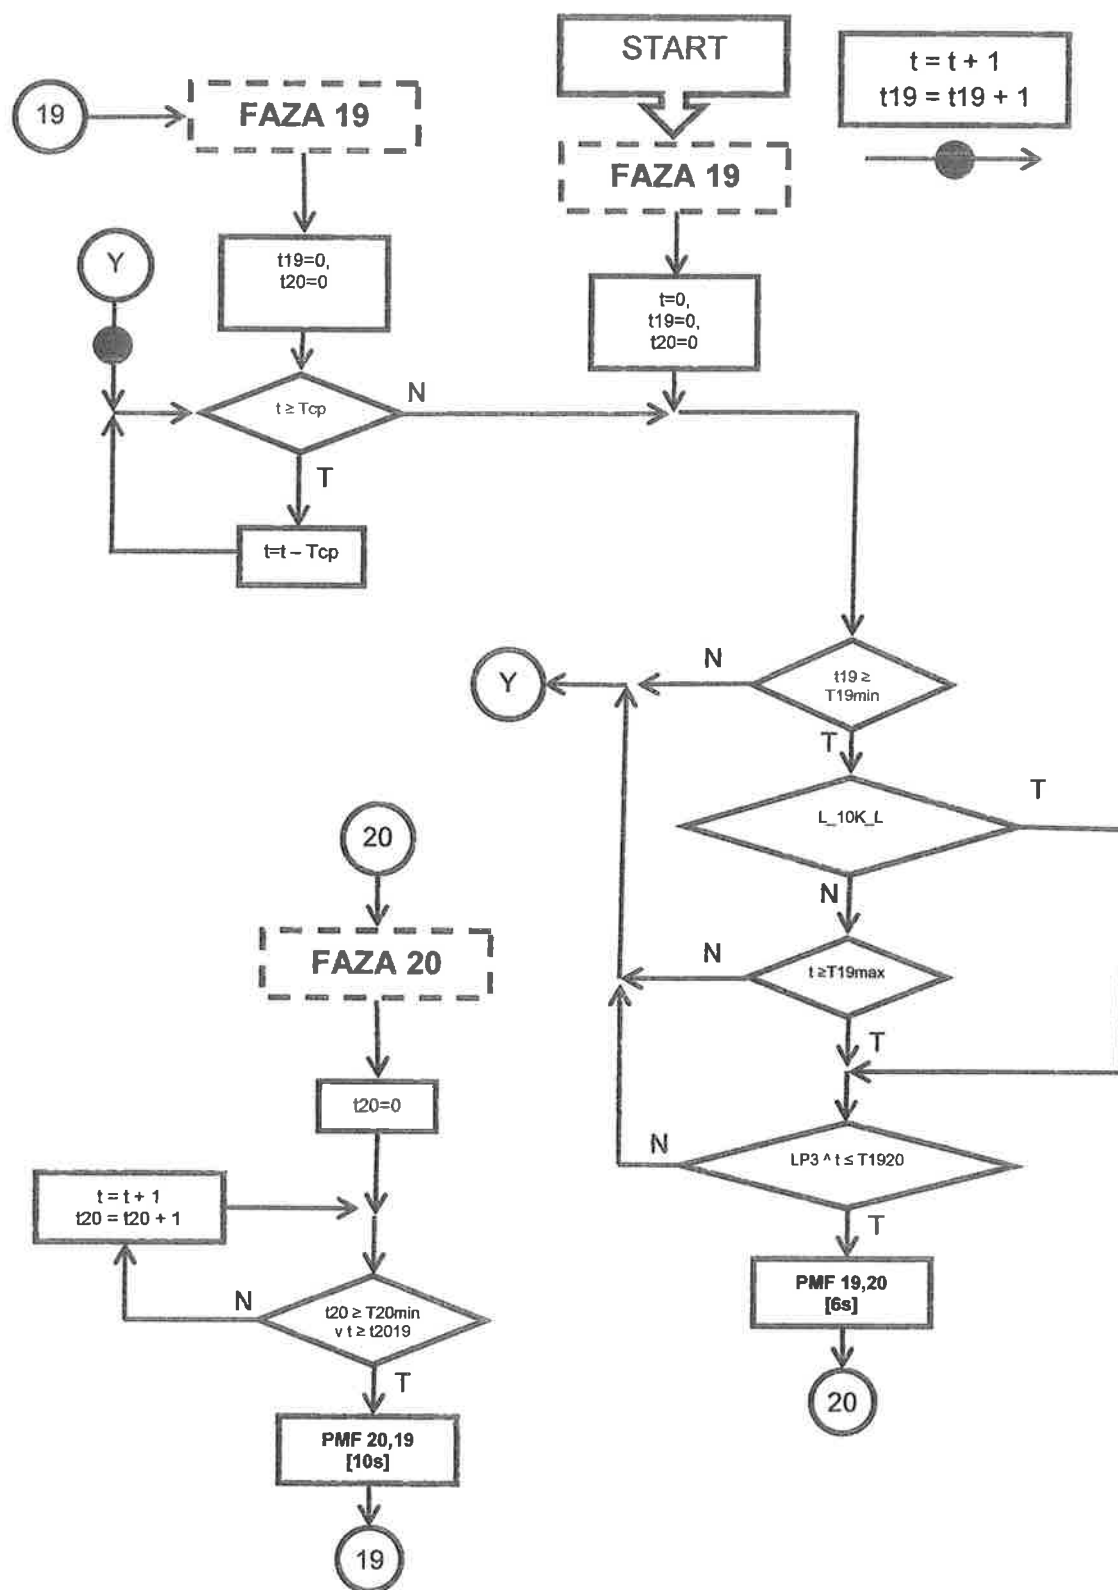 START
t = t + 1
t19 = t19 + 1
19
FAZA 19
FAZA 19
Y
t19=0,
t20=0
t=0,
t19=0,
t20=0
t ≥ Tcp
N
T
t=t – Tcp
Y
N
t19 ≥
T19min
T
L_10K_L
T
N
20
FAZA 20
N
t ≥T19max
T
t20=0
N
LP3 ^ t ≤ T1920
T
t = t + 1
t20 = t20 + 1
PMF 19,20
[6s]
N
t20 ≥ T20min
v t ≥ t2019
T
20
PMF 20,19
[10s]
19